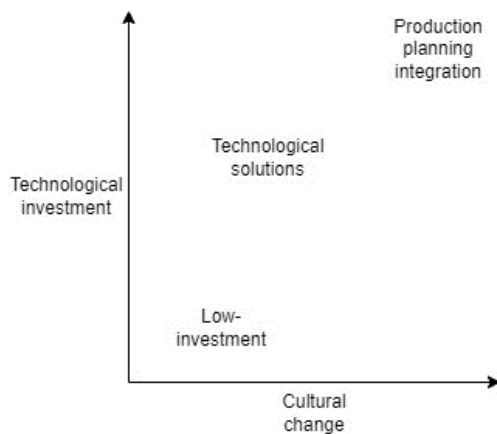 Production
planning
integration
Technological
solutions
Technological
investment
Low-
investment
Cultural
change